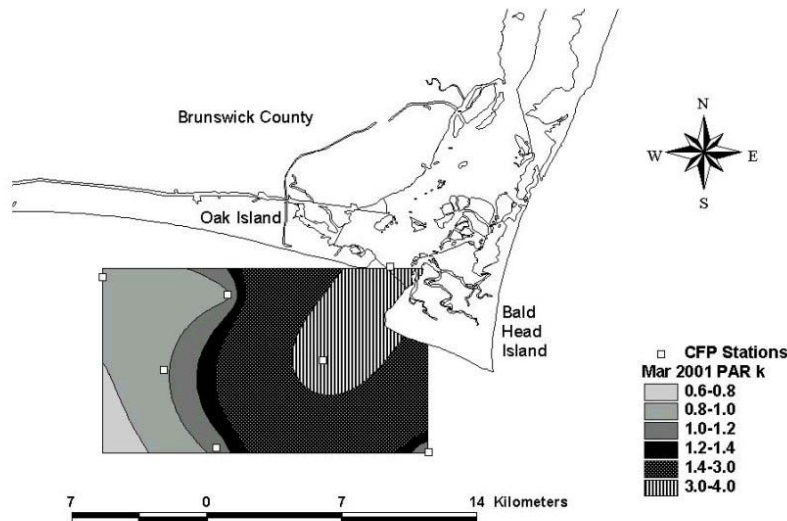 Brunswick County
N
W
E
S
Oak Island
Bald
Head
Island
CFP Stations
Mar 2001 PAR k
0.6-0.8
0.8-1.0
1.0-1.2
1.2-1.4
1.4-3.0
3.0-4.0
7 0 7 14 Kilometers